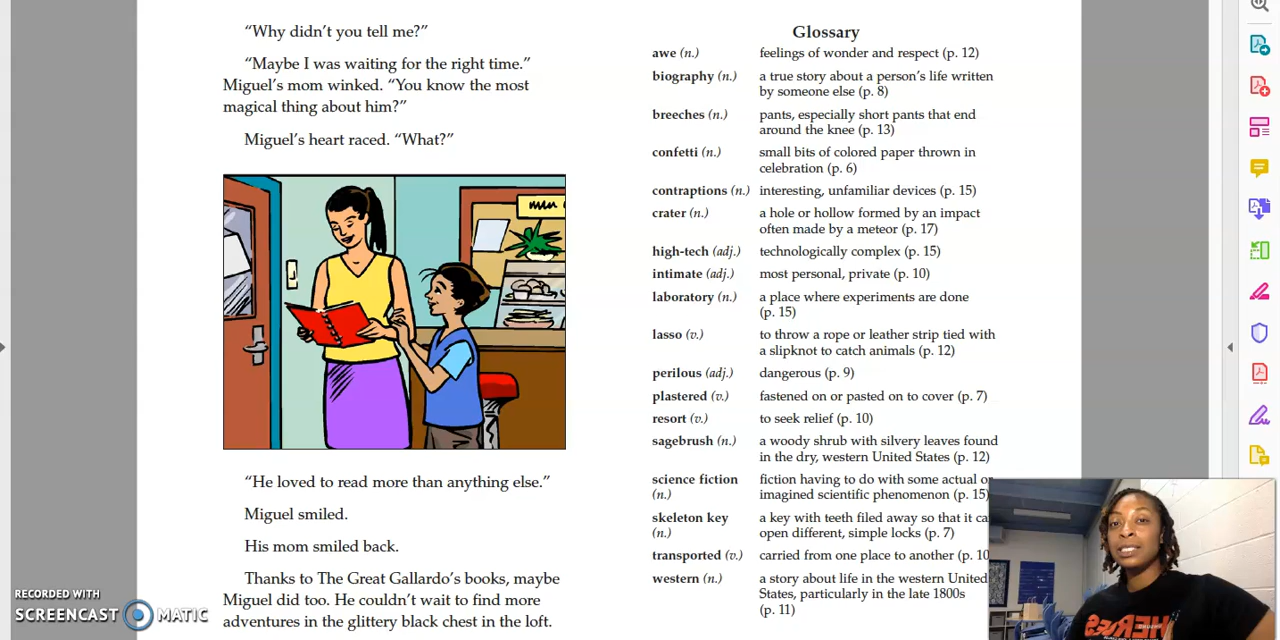 “Why didn’t you tell me?”
“Maybe I was waiting for the right time.”
Miguel’s mom winked. “You know the most
magical thing about him?”
Miguel’s heart raced. “What?”
“He loved to read more than anything else.”
Miguel smiled.
His mom smiled back.
Thanks to The Great Gallardo’s books, maybe
Miguel did too. He couldn’t wait to find more
adventures in the glittery black chest in the loft.
Glossary
awe (n.) feelings of wonder and respect (p. 12)
biography (n.) a true story about a person’s life written
by someone else (p. 8)
breeches (n.) pants, especially short pants that end
around the knee (p. 13)
confetti (n.) small bits of colored paper thrown in
celebration (p. 6)
contraptions (n.) interesting, unfamiliar devices (p. 15)
crater (n.) a hole or hollow formed by an impact
often made by a meteor (p. 17)
high-tech (adj.) technologically complex (p. 15)
intimate (adj.) most personal, private (p. 10)
laboratory (n.) a place where experiments are done
(p. 15)
lasso (v.) to throw a rope or leather strip tied with
a slipknot to catch animals (p. 12)
perilous (adj.) dangerous (p. 9)
plastered (v.) fastened on or pasted on to cover (p. 7)
resort (v.) to seek relief (p. 10)
sagebrush (n.) a woody shrub with silvery leaves found
in the dry, western United States (p. 12)
science fiction fiction having to do with some actual or
(n.) imagined scientific phenomenon (p. 15)
skeleton key a key with teeth filed away so that it ca
(n.) open different, simple locks (p. 7)
transported (v.) carried from one place to another (p. 10
western (n.) a story about life in the western United
States, particularly in the late 1800s
(p. 11)
RECORDED WITH
SCREENCAST MATIC
HEROES